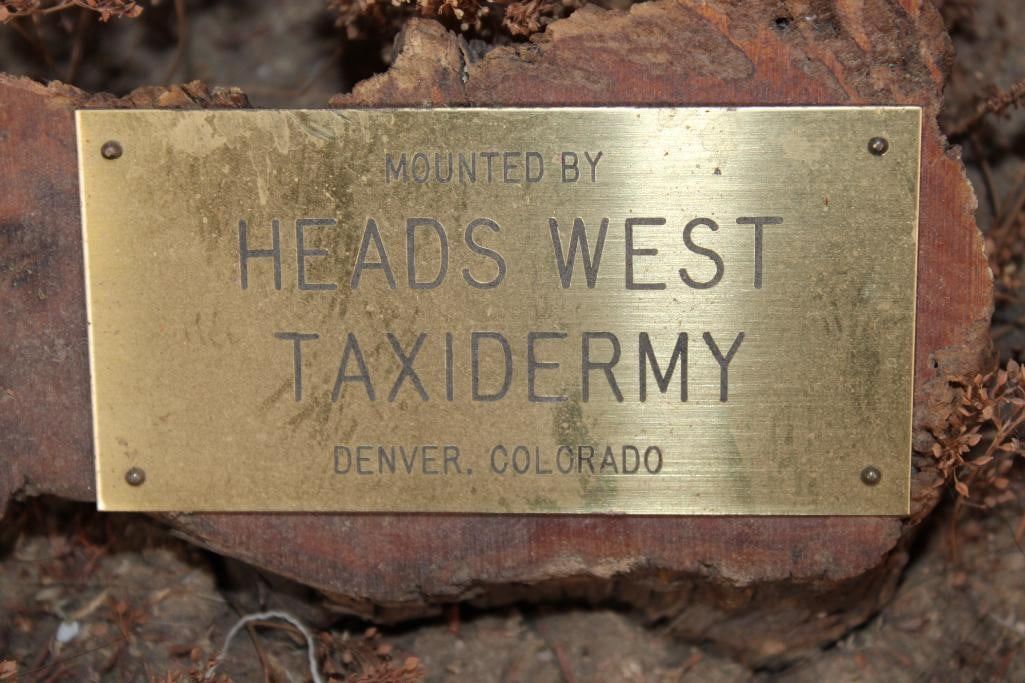 MOUNTED BY
HEADS WEST
TAXIDERMY
DENVER, COLORADO